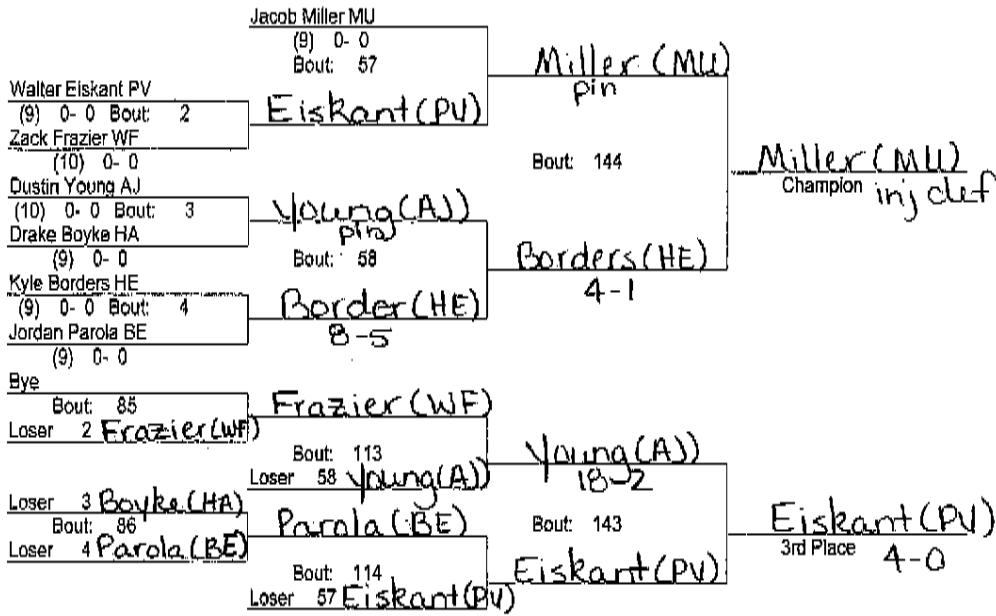 Jacob Miller MU
(9) 0- 0
Bout: 57
Miller (MU)
pin
Walter Eiskant PV
(9) 0- 0 Bout: 2
Eiskant (PV)
Zack Frazier WF
(10) 0- 0
Bout: 144
Miller (MU)
Champion inj def
Dustin Young AJ
(10) 0- 0 Bout: 3
Young (AJ)
pin
Drake Boyke HA
(9) 0- 0
Bout: 58
Borders (HE)
4-1
Kyle Borders HE
(9) 0- 0 Bout: 4
Border (HE)
8-5
Jordan Parola BE
(9) 0- 0
Bye
Bout: 85
Frazier (WF)
Loser 2 Frazier (WF)
Bout: 113
Young (AJ)
18-2
Loser 58 Young (AJ)
Loser 3 Boyke (HA)
Bout: 86
Parola (BE)
Bout: 143
Eiskant (PV)
3rd Place 4-0
Loser 4 Parola (BE)
Bout: 114
Eiskant (PV)
Loser 57 Eiskant (PV)